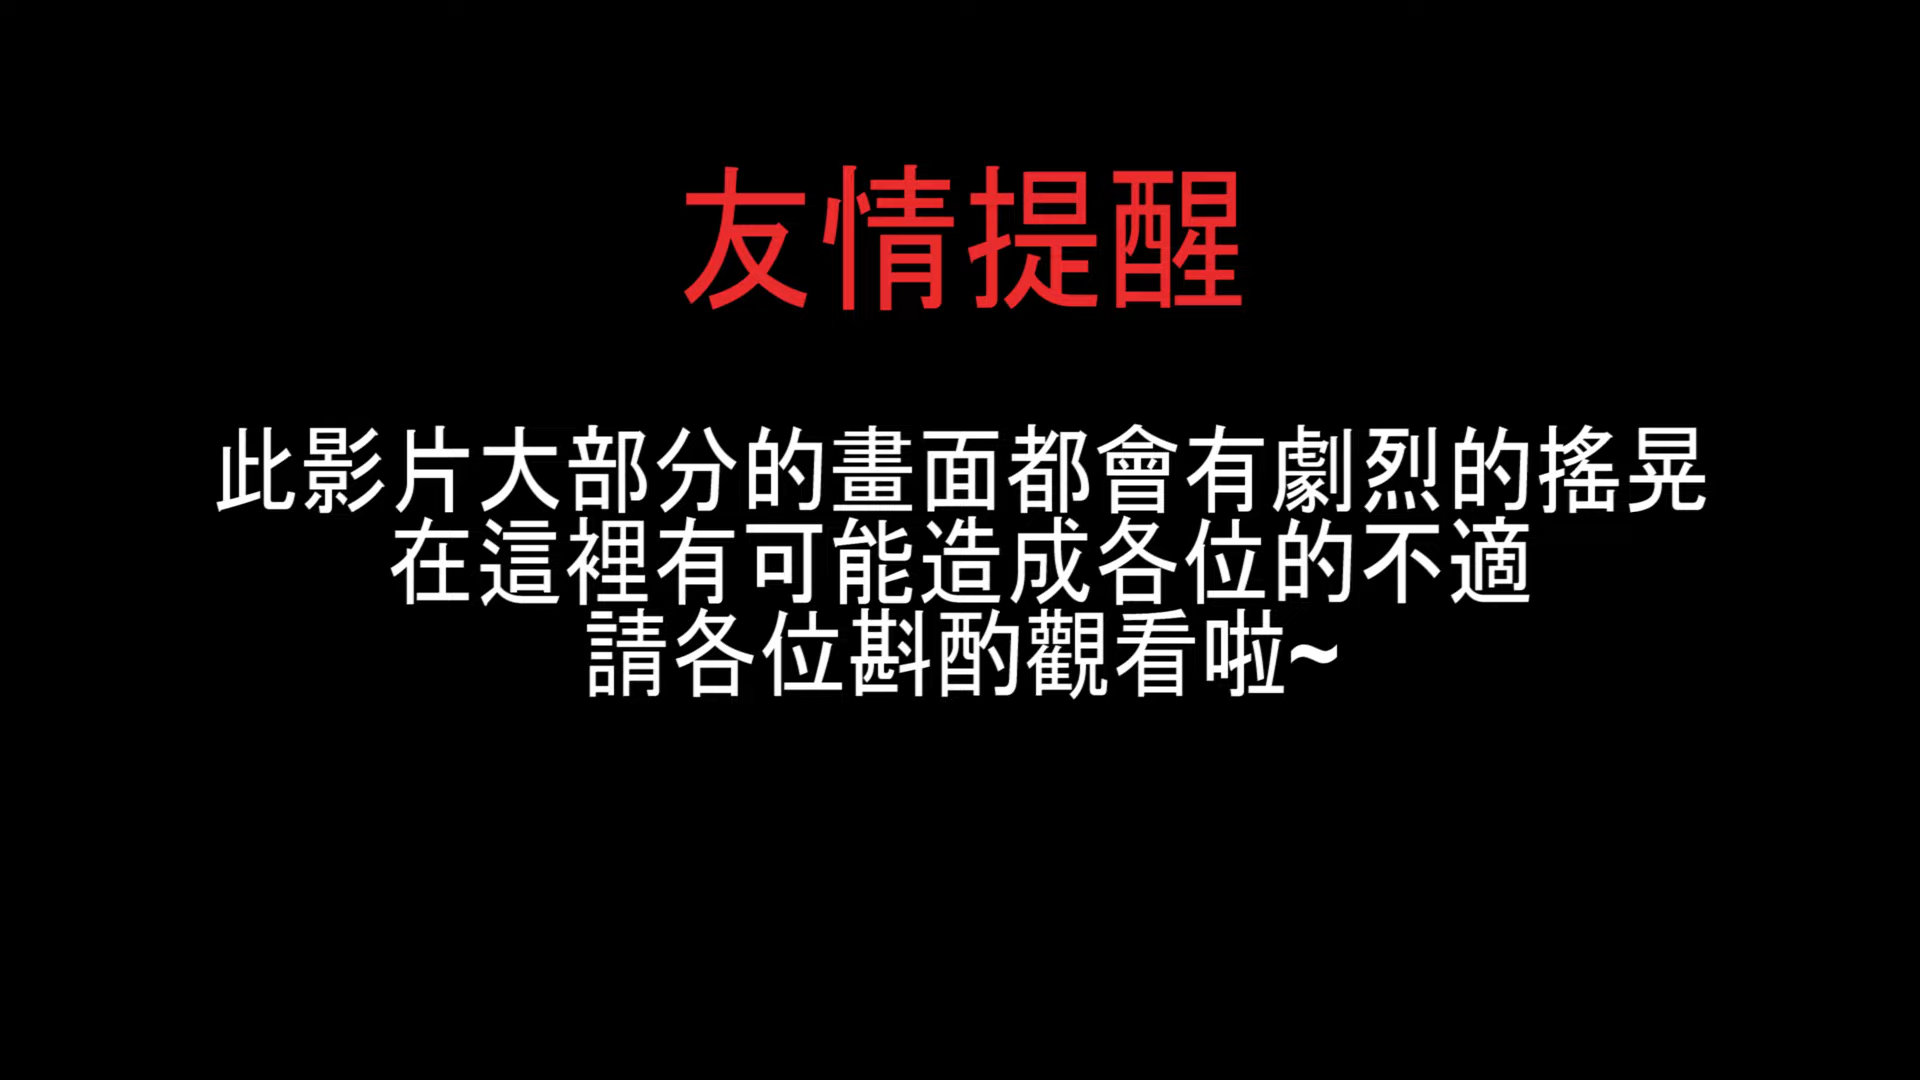 友情提醒
此影片大部分的畫面都會有劇烈的搖晃
在這裡有可能造成各位的不適
請各位斟酌觀看啦~